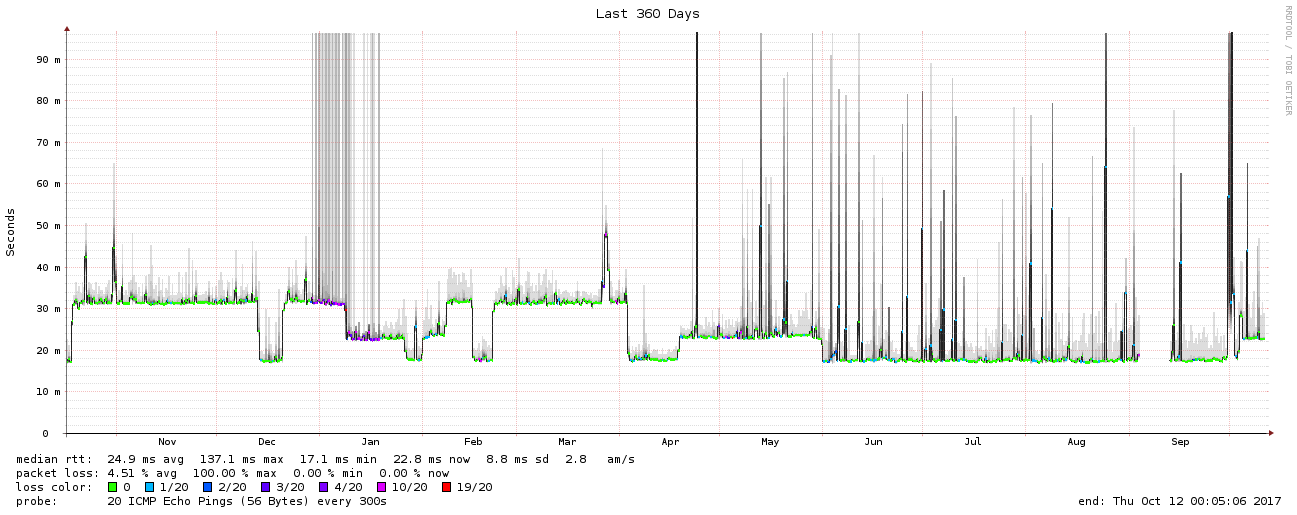 Last 360 Days
RRDTOOL / TOBI OETIKER
Seconds
90 m
80 m
70 m
60 m
50 m
40 m
30 m
20 m
10 m
0
Nov Dec Jan Feb Mar Apr May Jun Jul Aug Sep
median rtt: 24.9 ms avg 137.1 ms max 17.1 ms min 22.8 ms now 8.8 ms sd 2.8 am/s
packet loss: 4.51 % avg 100.00 % max 0.00 % min 0.00 % now
loss color: 0 1/20 2/20 3/20 4/20 10/20 19/20
probe: 20 ICMP Echo Pings (56 Bytes) every 300s
end: Thu Oct 12 00:05:06 2017